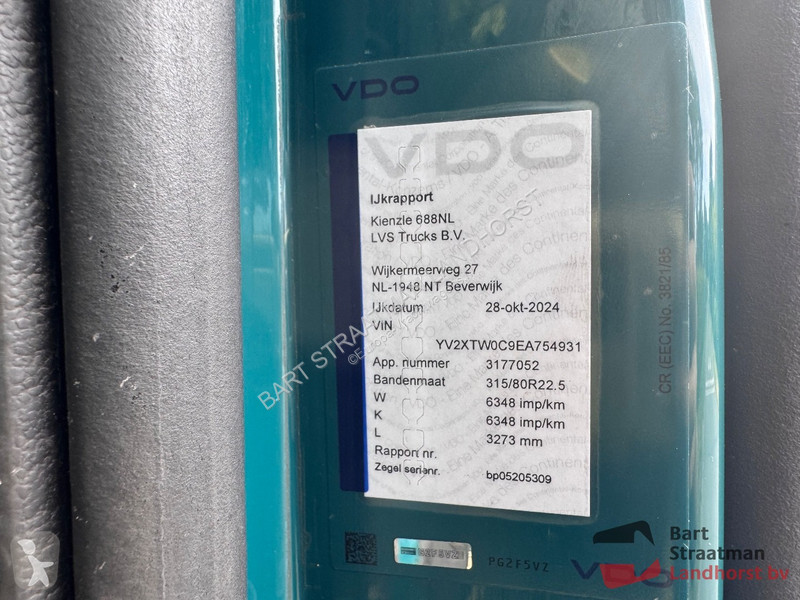 VDO
VDO
IJkrapport
Kienzle 688NL
LVS Trucks B.V.
Wijkermeerweg 27
NL-1948 NT Beverwijk
IJkdatum 28-okt-2024
VIN
YV2XTW0C9EA754931
App. nummer 3177052
Bandenmaat 315/80R22.5
W 6348 imp/km
K 6348 imp/km
L 3273 mm
Rapport nr.
Zegel serienr. bp05205309
CR (EEC) No. 3821/85
PG2F5VZ
VDO
BART STRAATMAN LANDHORST
Bart
Straatman
Landhorst bv